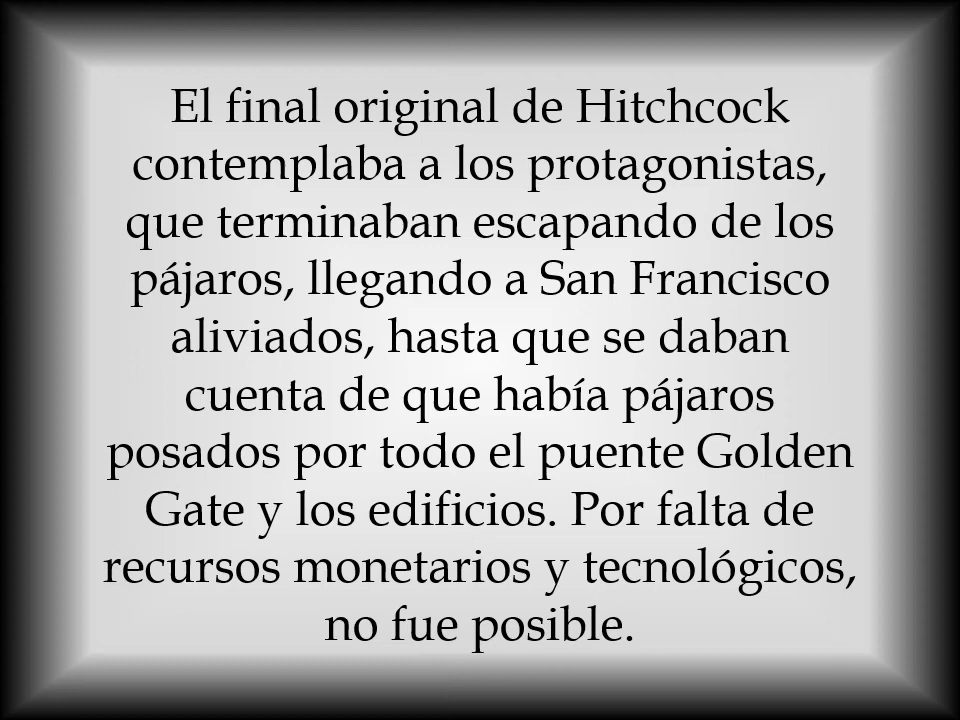 El final original de Hitchcock
contemplaba a los protagonistas,
que terminaban escapando de los
pájaros, llegando a San Francisco
aliviados, hasta que se daban
cuenta de que había pájaros
posados por todo el puente Golden
Gate y los edificios. Por falta de
recursos monetarios y tecnológicos,
no fue posible.